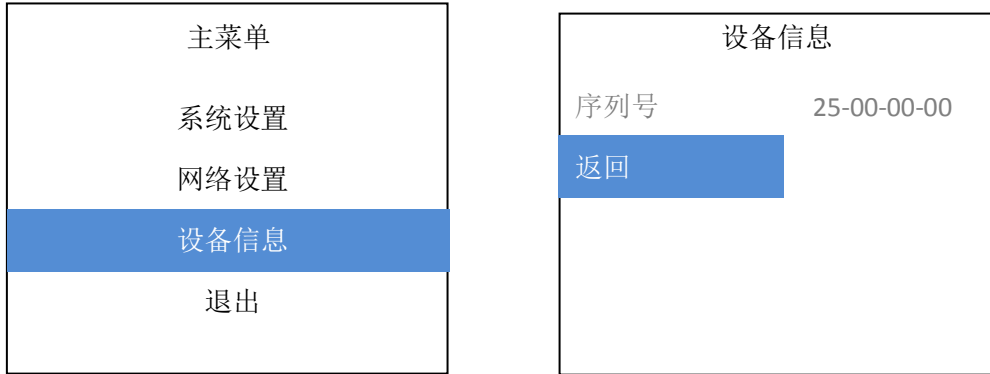 主菜单
系统设置
网络设置
设备信息
退出
设备信息
序列号 25-00-00-00
返回